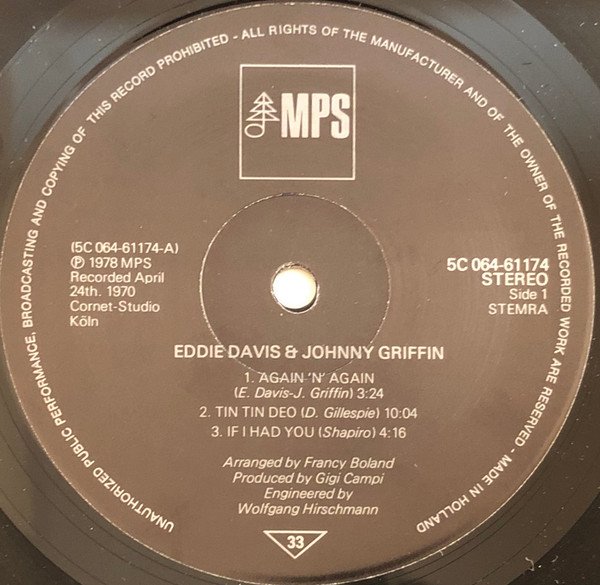 UNAUTHORIZED PUBLIC PERFORMANCE, BROADCASTING AND COPYING OF THIS RECORD PROHIBITED - ALL RIGHTS OF THE MANUFACTURER AND OF THE OWNER OF THE RECORDED WORK ARE RESERVED - MADE IN HOLLAND
MPS
(5C 064-61174-A)
Ⓟ 1978 MPS
Recorded April
24th. 1970
Cornet-Studio
Köln
5C 064-61174
STEREO
Side 1
STEMRA
EDDIE DAVIS & JOHNNY GRIFFIN
1. AGAIN 'N' AGAIN
(E. Davis-J. Griffin) 3:24
2. TIN TIN DEO (D. Gillespie) 10:04
3. IF I HAD YOU (Shapiro) 4:16
Arranged by Francy Boland
Produced by Gigi Campi
Engineered by
Wolfgang Hirschmann
33